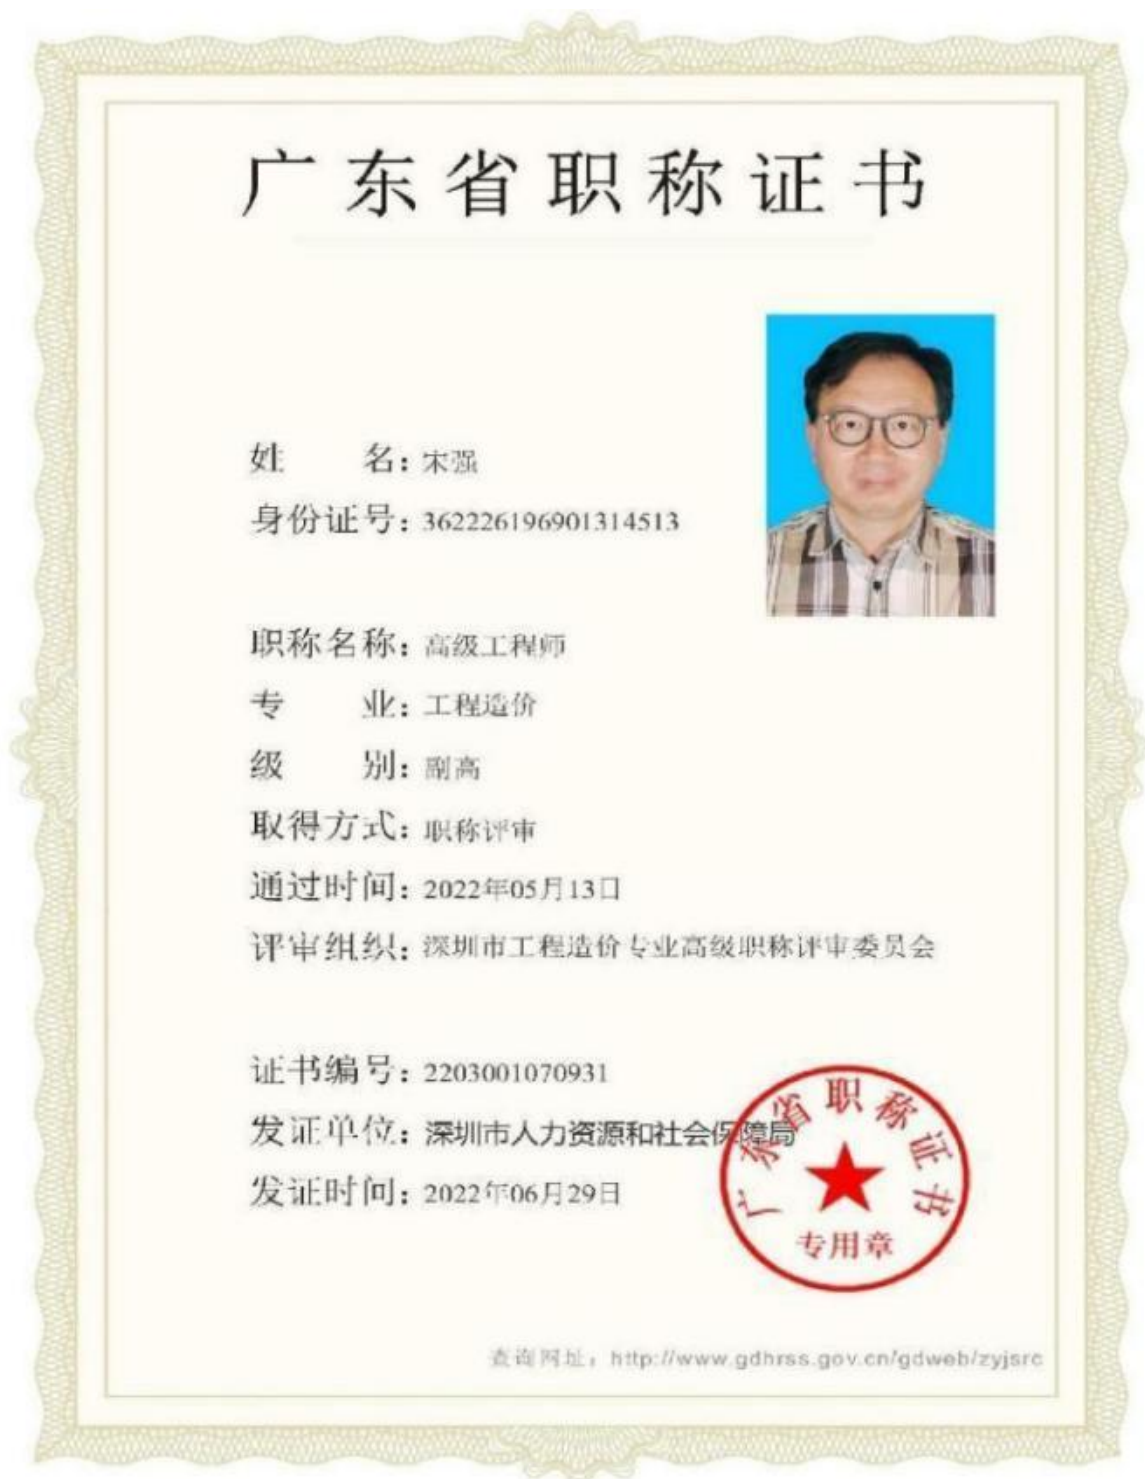 广东省职称证书
姓名：宋强
身份证号：362226196901314513
职称名称：高级工程师
专业：工程造价
级别：副高
取得方式：职称评审
通过时间：2022年05月13日
评审组织：深圳市工程造价专业高级职称评审委员会
证书编号：2203001070931
发证单位：深圳市人力资源和社会保障局
发证时间：2022年06月29日
广东省职称证书
专用章
查询网址：http://www.gdhrss.gov.cn/gdweb/zyjsrc